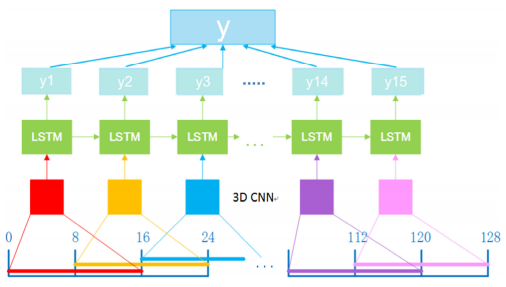 y
y1 y2 y3 ..... y14 y15
LSTM LSTM LSTM ... LSTM LSTM
3D CNN
0 8 16 24 112 120 128
...